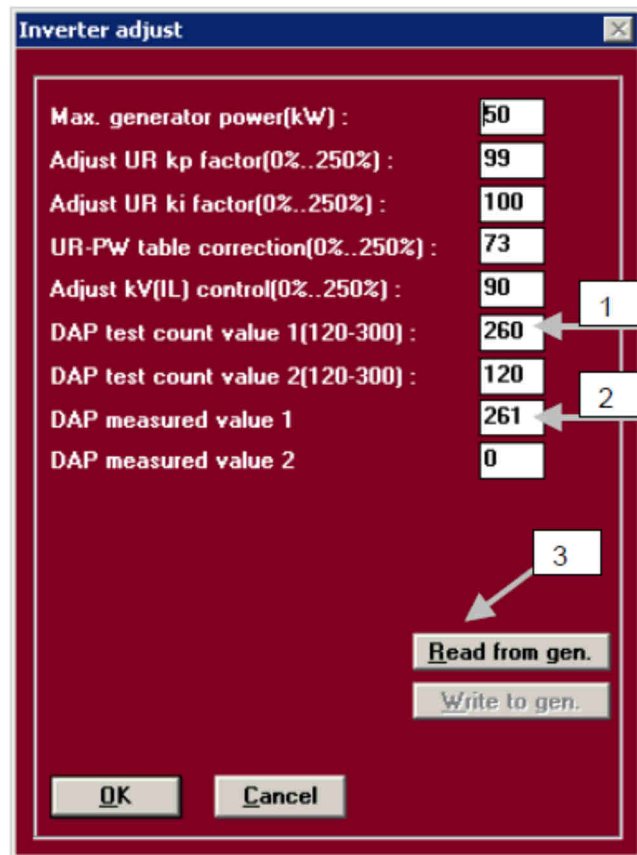 Inverter adjust
Max. generator power(kW) : 50
Adjust UR kp factor(0%..250%) : 99
Adjust UR ki factor(0%..250%) : 100
UR-PW table correction(0%..250%) : 73
Adjust kV(IL) control(0%..250%) : 90
1
DAP test count value 1(120-300) : 260
DAP test count value 2(120-300) : 120
2
DAP measured value 1 261
DAP measured value 2 0
3
Read from gen.
Write to gen.
OK Cancel